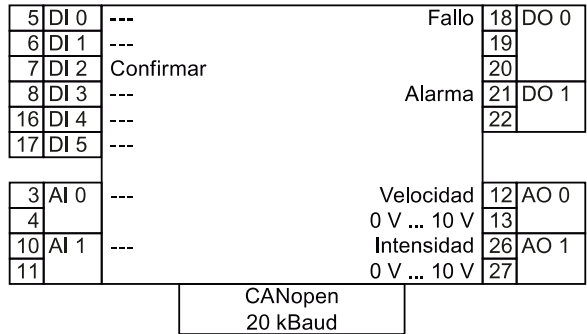 5 DI 0 --- Fallo 18 DO 0
6 DI 1 --- 19
7 DI 2 Confirmar 20
8 DI 3 --- Alarma 21 DO 1
16 DI 4 --- 22
17 DI 5 ---
3 AI 0 --- Velocidad 12 AO 0
4 0 V ... 10 V 13
10 AI 1 --- Intensidad 26 AO 1
11 0 V ... 10 V 27
CANopen
20 kBaud